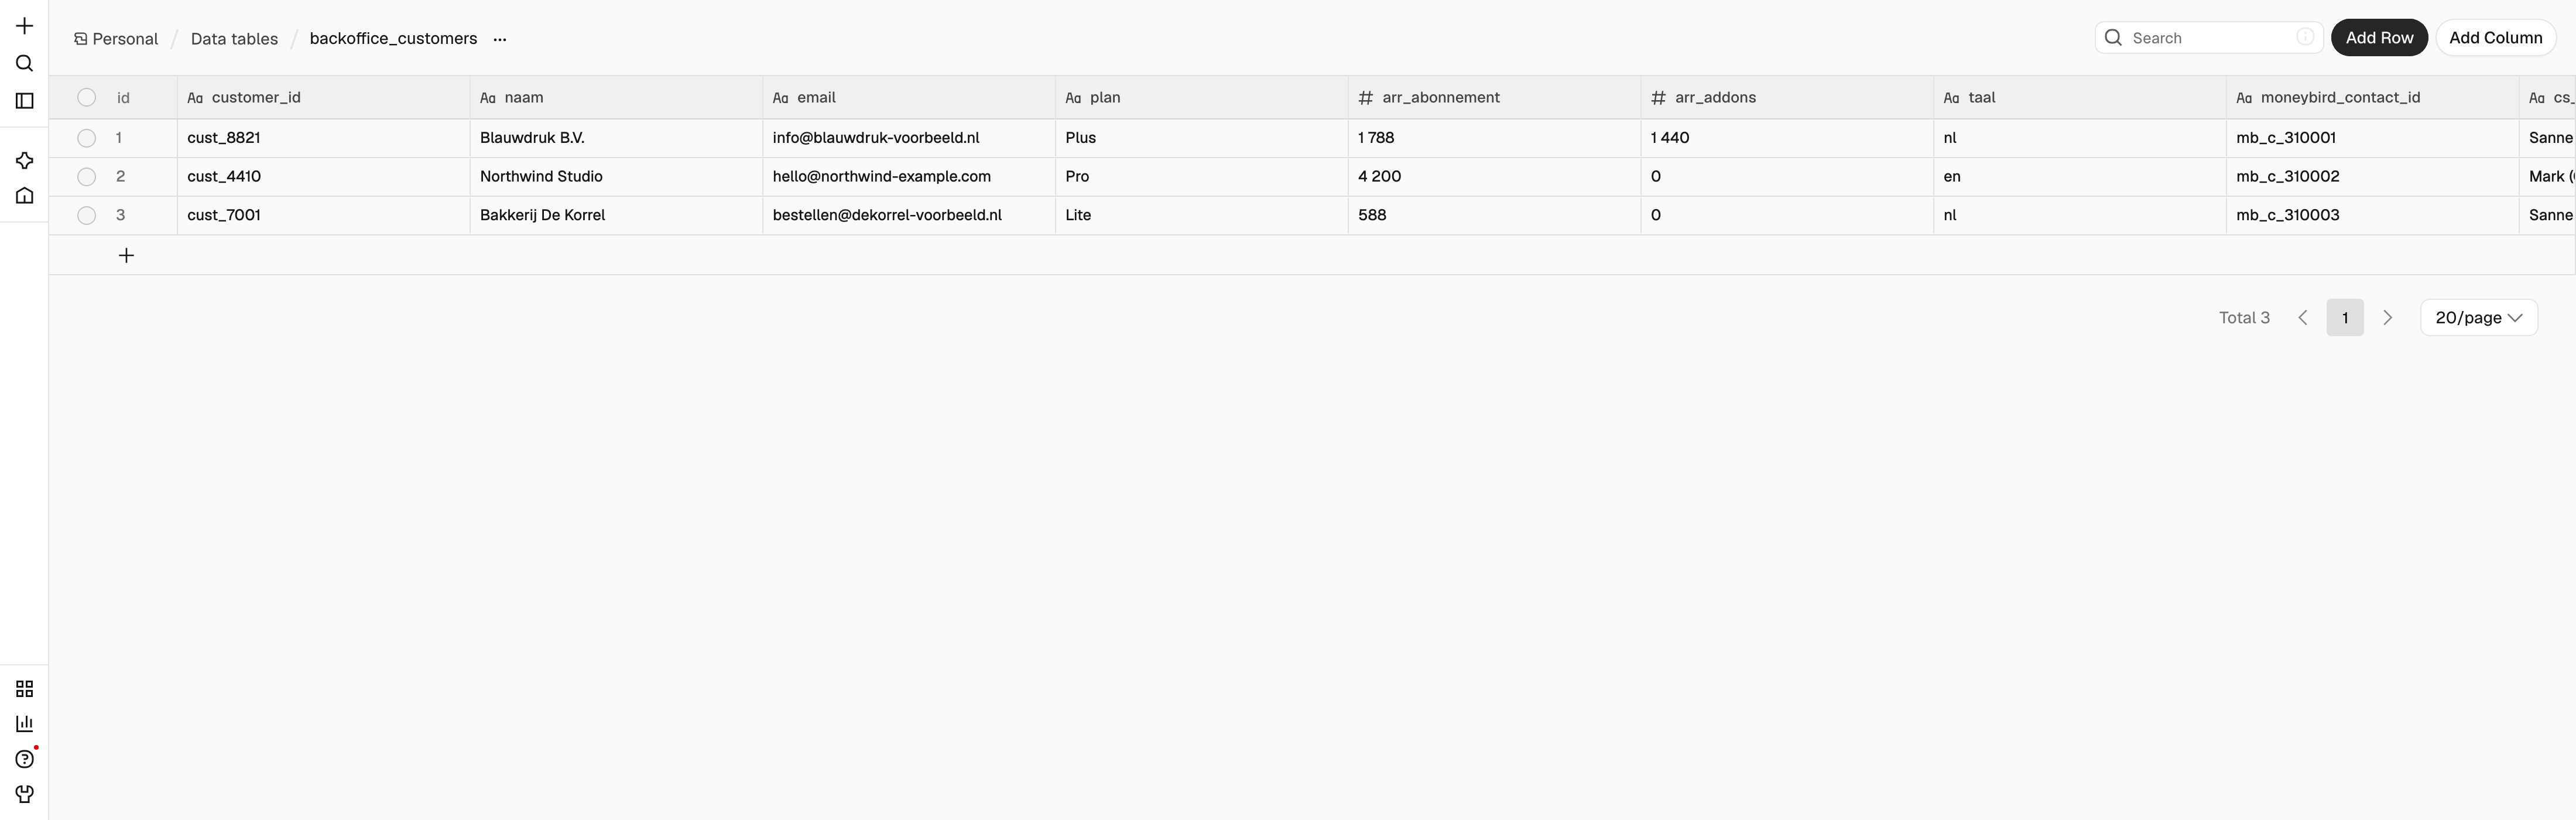 Personal / Data tables / backoffice_customers ... Search Add Row Add Column
id Aa customer_id Aa naam Aa email Aa plan # arr_abonnement # arr_addons Aa taal Aa moneybird_contact_id Aa cs_
1 cust_8821 Blauwdruk B.V. info@blauwdruk-voorbeeld.nl Plus 1 788 1 440 nl mb_c_310001 Sanne
2 cust_4410 Northwind Studio hello@northwind-example.com Pro 4 200 0 en mb_c_310002 Mark (
3 cust_7001 Bakkerij De Korrel bestellen@dekorrel-voorbeeld.nl Lite 588 0 nl mb_c_310003 Sanne
Total 3 1 20/page